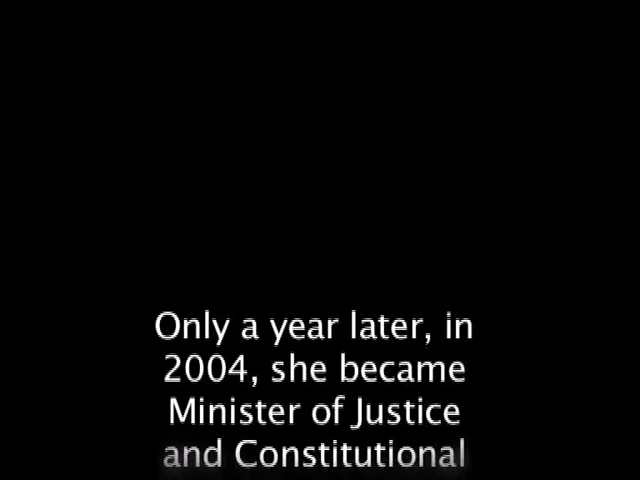 Only a year later, in
2004, she became
Minister of Justice
and Constitutional